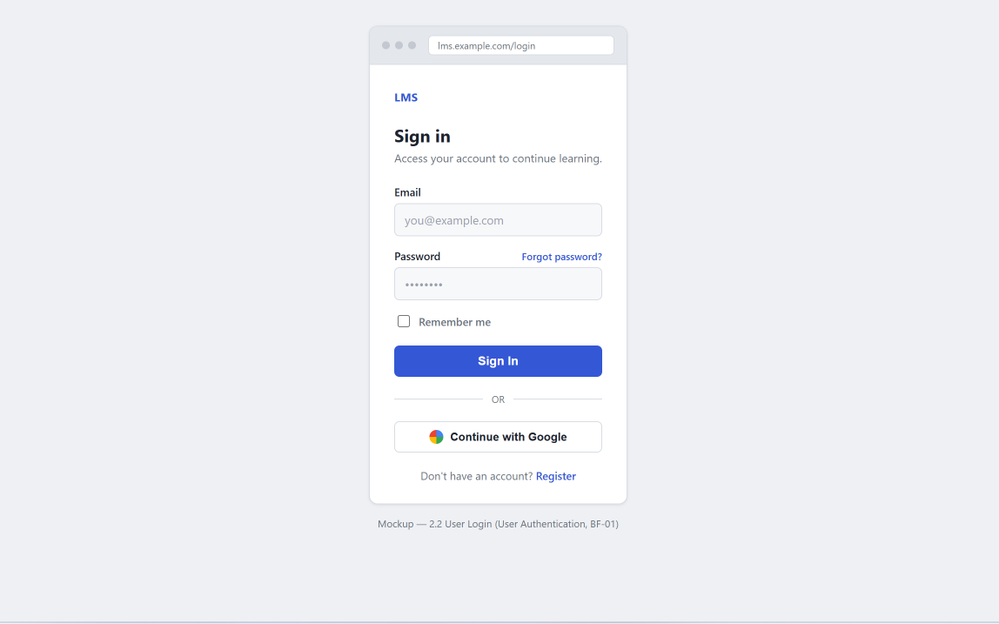 lms.example.com/login
LMS
Sign in
Access your account to continue learning.
Email
you@example.com
Password
Forgot password?
••••••••
Remember me
Sign In
OR
Continue with Google
Don't have an account? Register
Mockup — 2.2 User Login (User Authentication, BF-01)